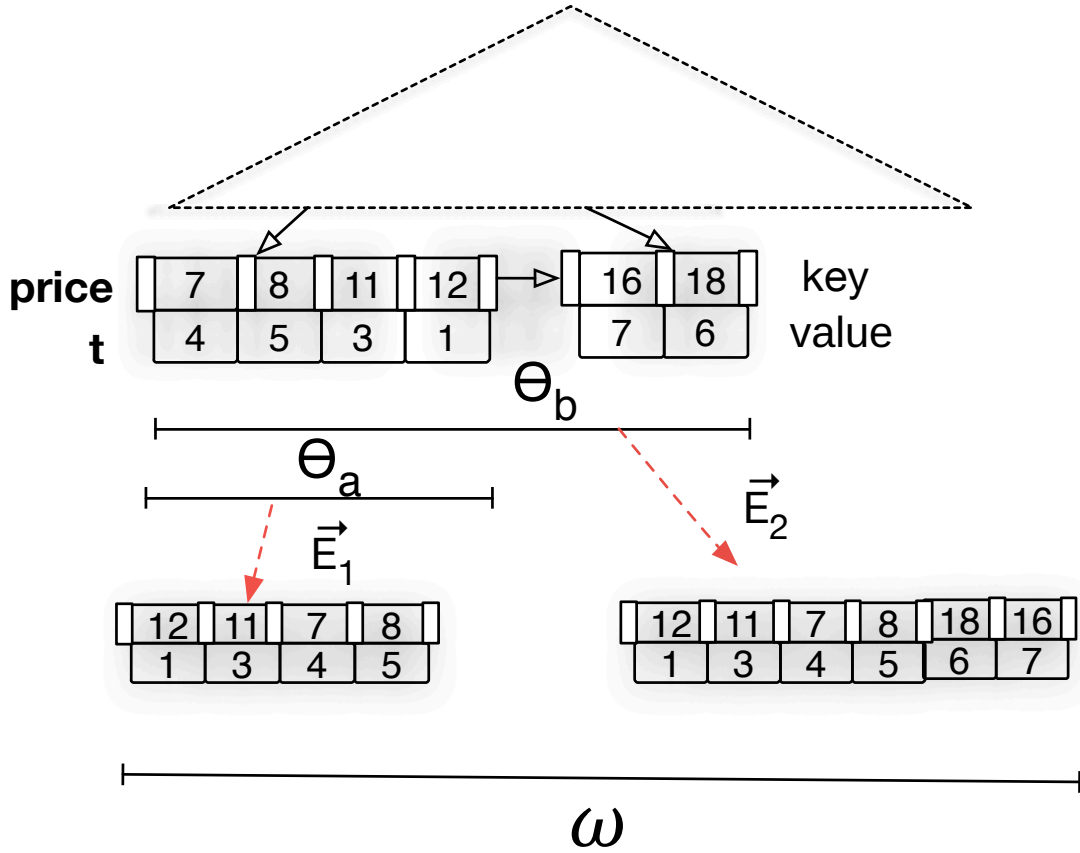 price 7 8 11 12 16 18 key
t 4 5 3 1 7 6 value
Θb
Θa
E⃗1 E⃗2
12 11 7 8 12 11 7 8 18 16
1 3 4 5 1 3 4 5 6 7
ω